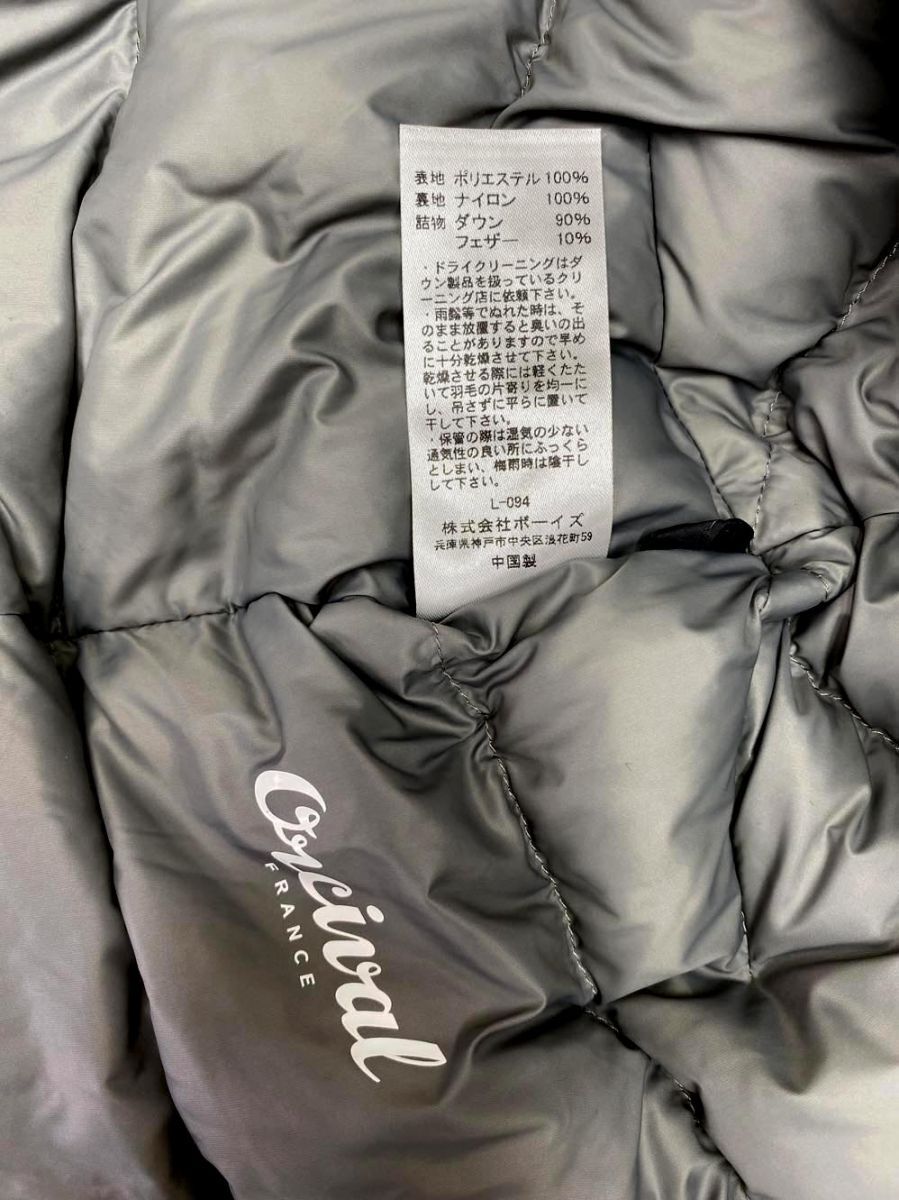 表地 ポリエステル 100%
裏地 ナイロン 100%
詰物 ダウン 90%
フェザー 10%
・ドライクリーニングはダ
ウン製品を扱っているクリ
ーニング店に依頼下さい。
・雨露等でぬれた時は、そ
のまま放置すると臭いの出
ることがありますので早め
に十分乾燥させて下さい。
乾燥させる際には軽くたた
いて羽毛の片寄りを均一に
し、吊さずに平らに置いて
干して下さい。
・保管の際は湿気の少ない
通気性の良い所にふっくら
としまい、梅雨時は陰干し
して下さい。
L-094
株式会社ボーイズ
兵庫県神戸市中央区浪花町59
中国製
Orcival
FRANCE